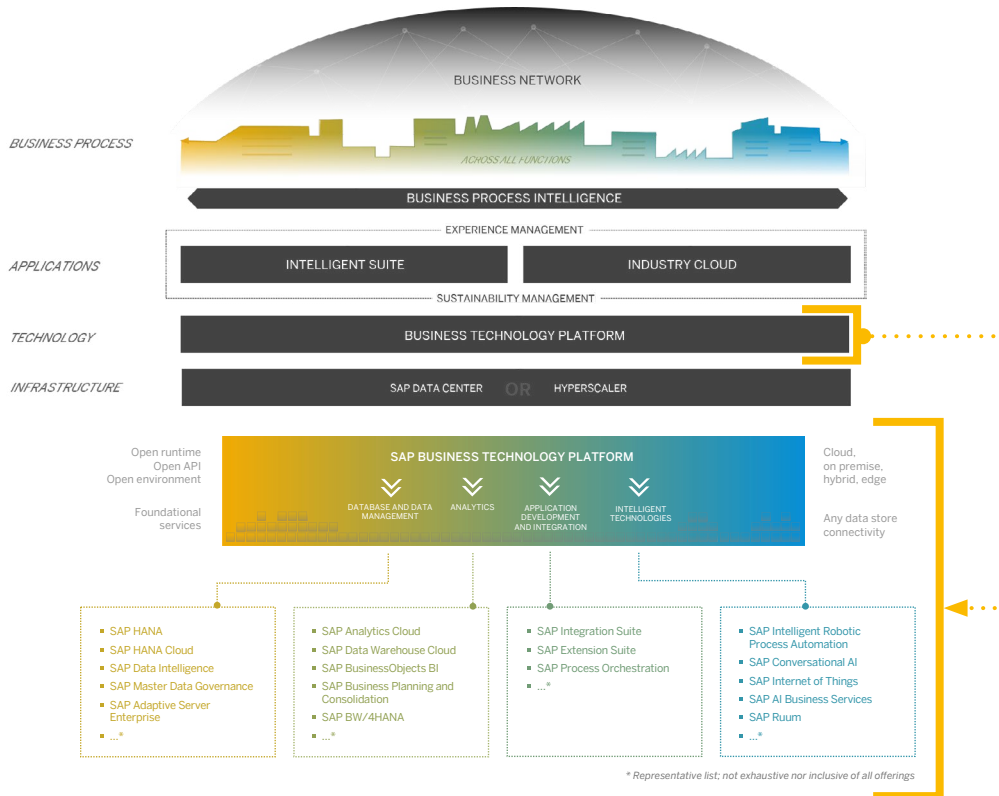 BUSINESS NETWORK
BUSINESS PROCESS
ACROSS ALL FUNCTIONS
BUSINESS PROCESS INTELLIGENCE
EXPERIENCE MANAGEMENT
APPLICATIONS
INTELLIGENT SUITE
INDUSTRY CLOUD
SUSTAINABILITY MANAGEMENT
TECHNOLOGY
BUSINESS TECHNOLOGY PLATFORM
INFRASTRUCTURE
SAP DATA CENTER OR HYPERSCALER
Open runtime
Open API
Open environment
Foundational
services
SAP BUSINESS TECHNOLOGY PLATFORM
DATABASE AND DATA
MANAGEMENT
ANALYTICS
APPLICATION
DEVELOPMENT
AND INTEGRATION
INTELLIGENT
TECHNOLOGIES
Cloud,
on premise,
hybrid, edge
Any data store
connectivity
▪ SAP HANA
▪ SAP HANA Cloud
▪ SAP Data Intelligence
▪ SAP Master Data Governance
▪ SAP Adaptive Server
Enterprise
▪ ...*
▪ SAP Analytics Cloud
▪ SAP Data Warehouse Cloud
▪ SAP BusinessObjects BI
▪ SAP Business Planning and
Consolidation
▪ SAP BW/4HANA
▪ ...*
▪ SAP Integration Suite
▪ SAP Extension Suite
▪ SAP Process Orchestration
▪ ...*
▪ SAP Intelligent Robotic
Process Automation
▪ SAP Conversational AI
▪ SAP Internet of Things
▪ SAP AI Business Services
▪ SAP Ruum
▪ ...*
* Representative list; not exhaustive nor inclusive of all offerings